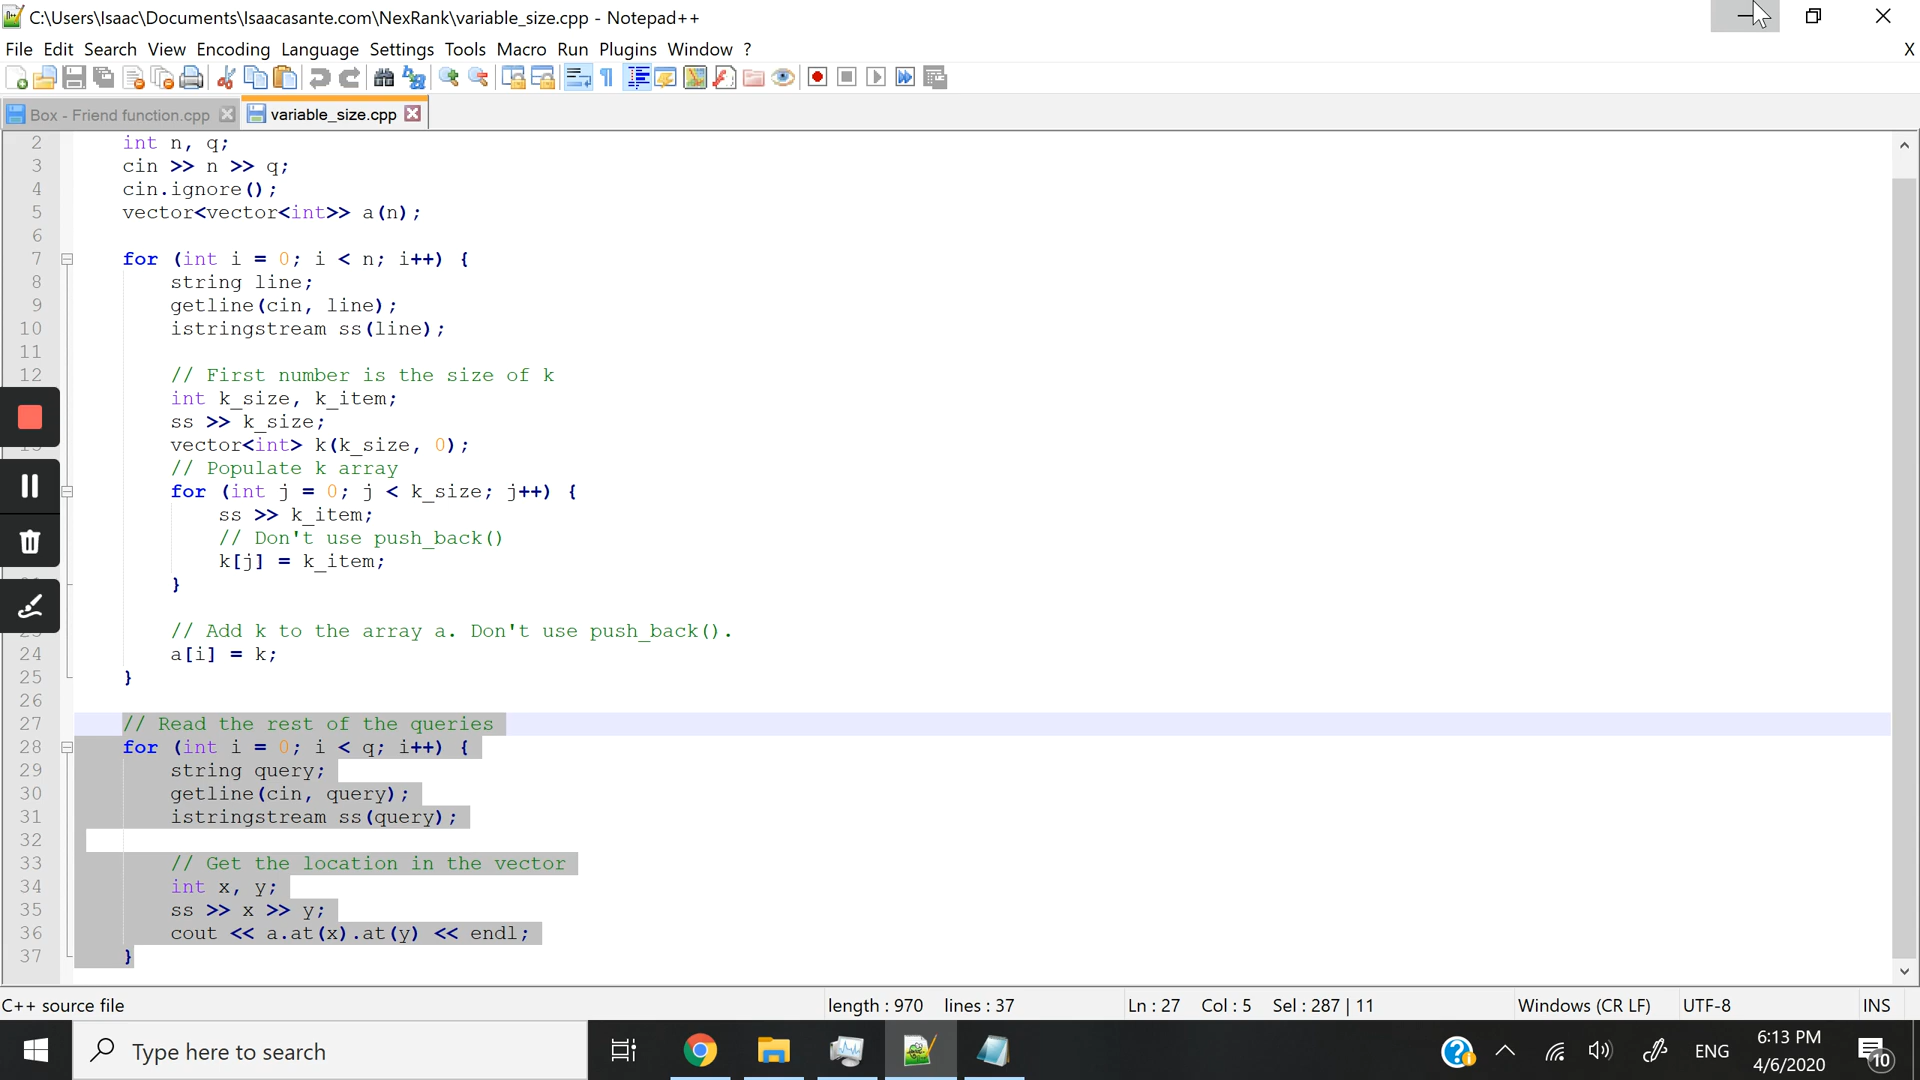 C:\Users\Isaac\Documents\Isaacasante.com\NexRank\variable_size.cpp - Notepad++
File Edit Search View Encoding Language Settings Tools Macro Run Plugins Window ?
X
Box - Friend function.cpp
variable_size.cpp
2 int n, q;
3 cin >> n >> q;
4 cin.ignore();
5 vector<vector<int>> a(n);
6
7 for (int i = 0; i < n; i++) {
8 string line;
9 getline(cin, line);
10 istringstream ss(line);
11
12 // First number is the size of k
int k_size, k_item;
ss >> k_size;
vector<int> k(k_size, 0);
// Populate k array
for (int j = 0; j < k_size; j++) {
ss >> k_item;
// Don't use push_back()
k[j] = k_item;
}
// Add k to the array a. Don't use push_back().
24 a[i] = k;
25 }
26
27 // Read the rest of the queries
28 for (int i = 0; i < q; i++) {
29 string query;
30 getline(cin, query);
31 istringstream ss(query);
32
33 // Get the location in the vector
34 int x, y;
35 ss >> x >> y;
36 cout << a.at(x).at(y) << endl;
37 }
C++ source file length : 970 lines : 37 Ln : 27 Col : 5 Sel : 287 | 11 Windows (CR LF) UTF-8 INS
Type here to search
ENG
6:13 PM
4/6/2020
10